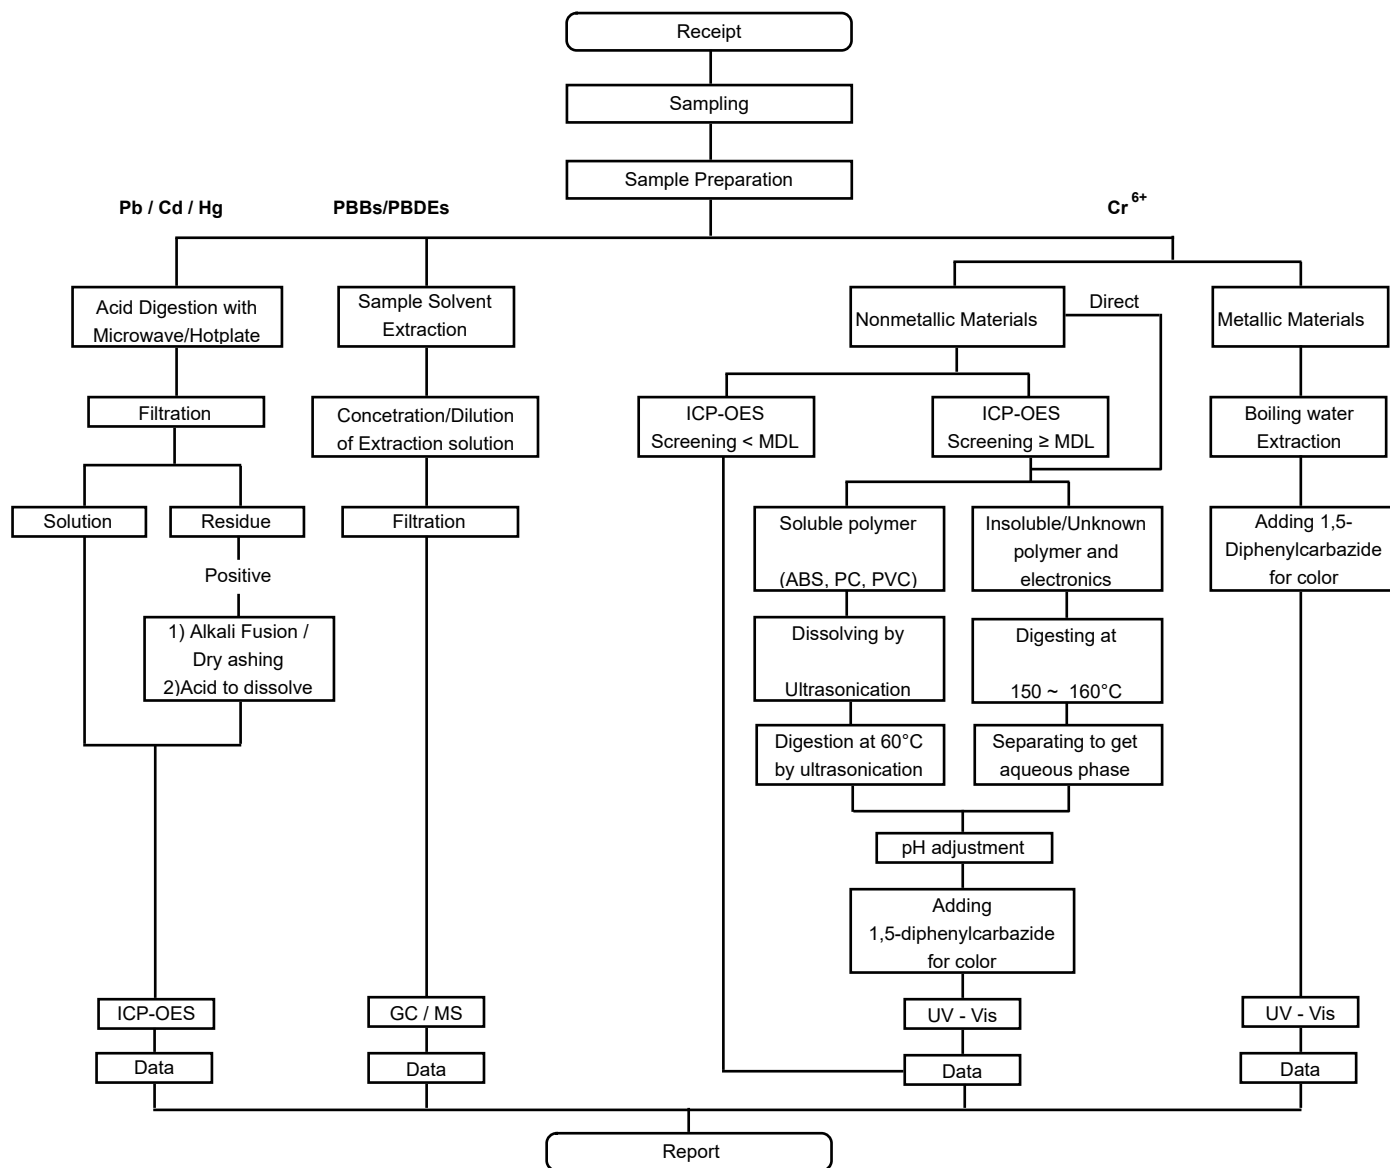 Receipt
Sampling
Sample Preparation
Pb / Cd / Hg
PBBs/PBDEs
Cr 6+
Acid Digestion with
Microwave/Hotplate
Sample Solvent
Extraction
Nonmetallic Materials
Direct
Metallic Materials
Filtration
Concetration/Dilution
of Extraction solution
ICP-OES
Screening < MDL
ICP-OES
Screening ≥ MDL
Boiling water
Extraction
Solution
Residue
Filtration
Soluble polymer
(ABS, PC, PVC)
Insoluble/Unknown
polymer and
electronics
Adding 1,5-
Diphenylcarbazide
for color
Positive
1) Alkali Fusion /
Dry ashing
2)Acid to dissolve
Dissolving by
Ultrasonication
Digesting at
150 ~ 160°C
Digestion at 60°C
by ultrasonication
Separating to get
aqueous phase
pH adjustment
Adding
1,5-diphenylcarbazide
for color
ICP-OES
GC / MS
UV - Vis
UV - Vis
Data
Data
Data
Data
Report